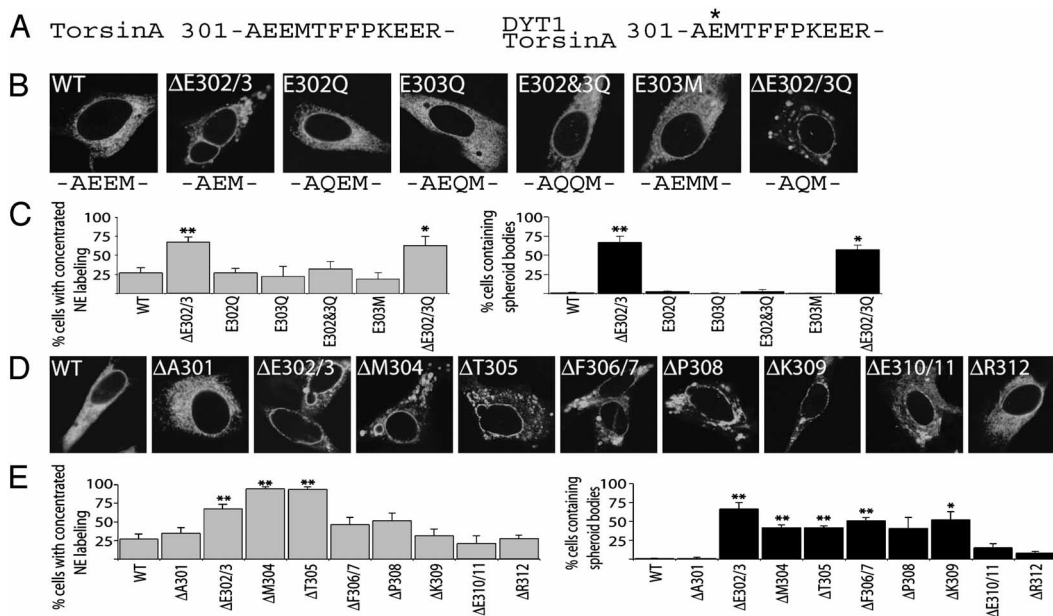 A TorsinA 301-AEEMTFFPKEER- DYT1 TorsinA 301-AEMTFFPKEER-
*
B WT ΔE302/3 E302Q E303Q E302&3Q E303M ΔE302/3Q
-AEEM- -AEM- -AQEM- -AEQM- -AQQM- -AEMM- -AQM-
C
% cells with concentrated
NE labeling
100
75
50
25
** *
WT ΔE302/3 E302Q E303Q E302&3Q E303M ΔE302/3Q
% cells containing
spheroid bodies
100
75
50
25
** *
WT ΔE302/3 E302Q E303Q E302&3Q E303M ΔE302/3Q
D WT ΔA301 ΔE302/3 ΔM304 ΔT305 ΔF306/7 ΔP308 ΔK309 ΔE310/11 ΔR312
E
% cells with concentrated
NE labeling
100
75
50
25
** ** **
WT ΔA301 ΔE302/3 ΔM304 ΔT305 ΔF306/7 ΔP308 ΔK309 ΔE310/11 ΔR312
% cells containing
spheroid bodies
100
75
50
25
** ** ** ** *
WT ΔA301 ΔE302/3 ΔM304 ΔT305 ΔF306/7 ΔP308 ΔK309 ΔE310/11 ΔR312